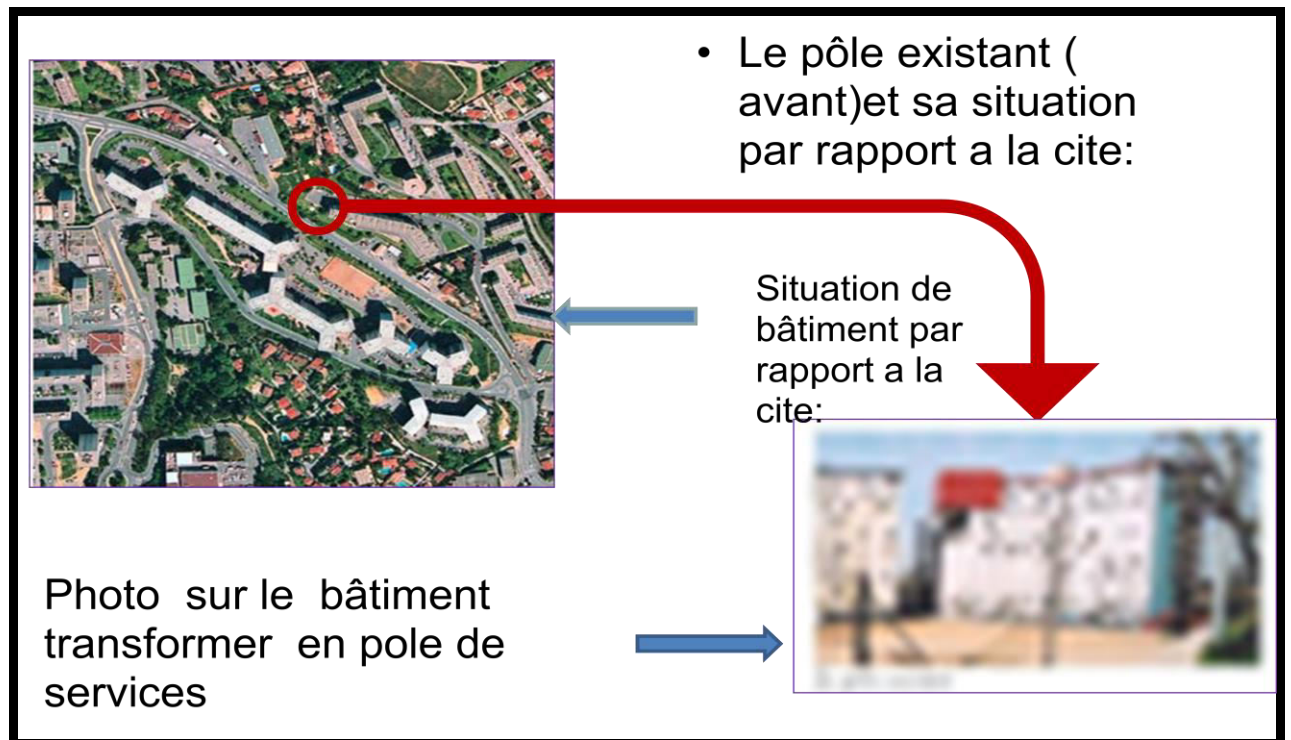 • Le pôle existant (
avant)et sa situation
par rapport a la cite:
Situation de
bâtiment par
rapport a la
cite:
Photo sur le bâtiment
transformer en pole de
services